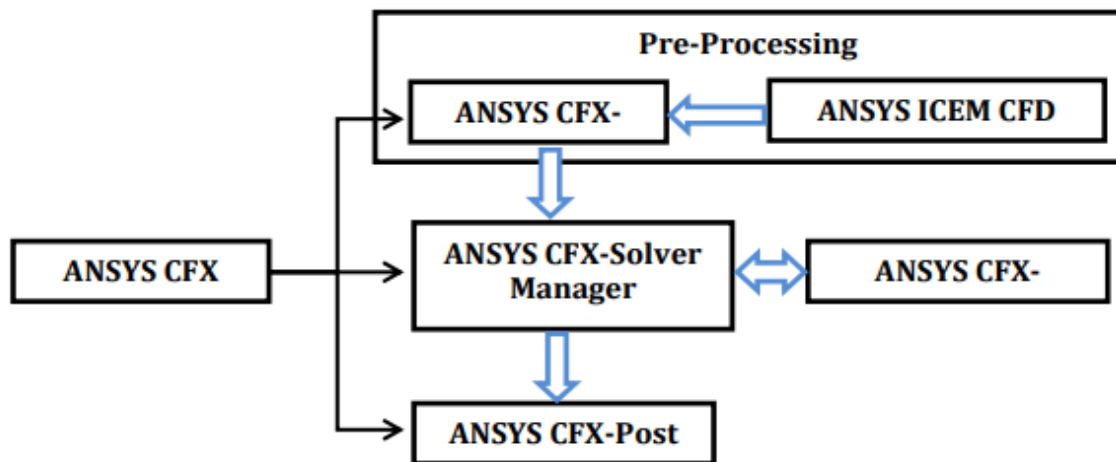 Pre-Processing
ANSYS CFX-
ANSYS ICEM CFD
ANSYS CFX
ANSYS CFX-Solver
Manager
ANSYS CFX-
ANSYS CFX-Post